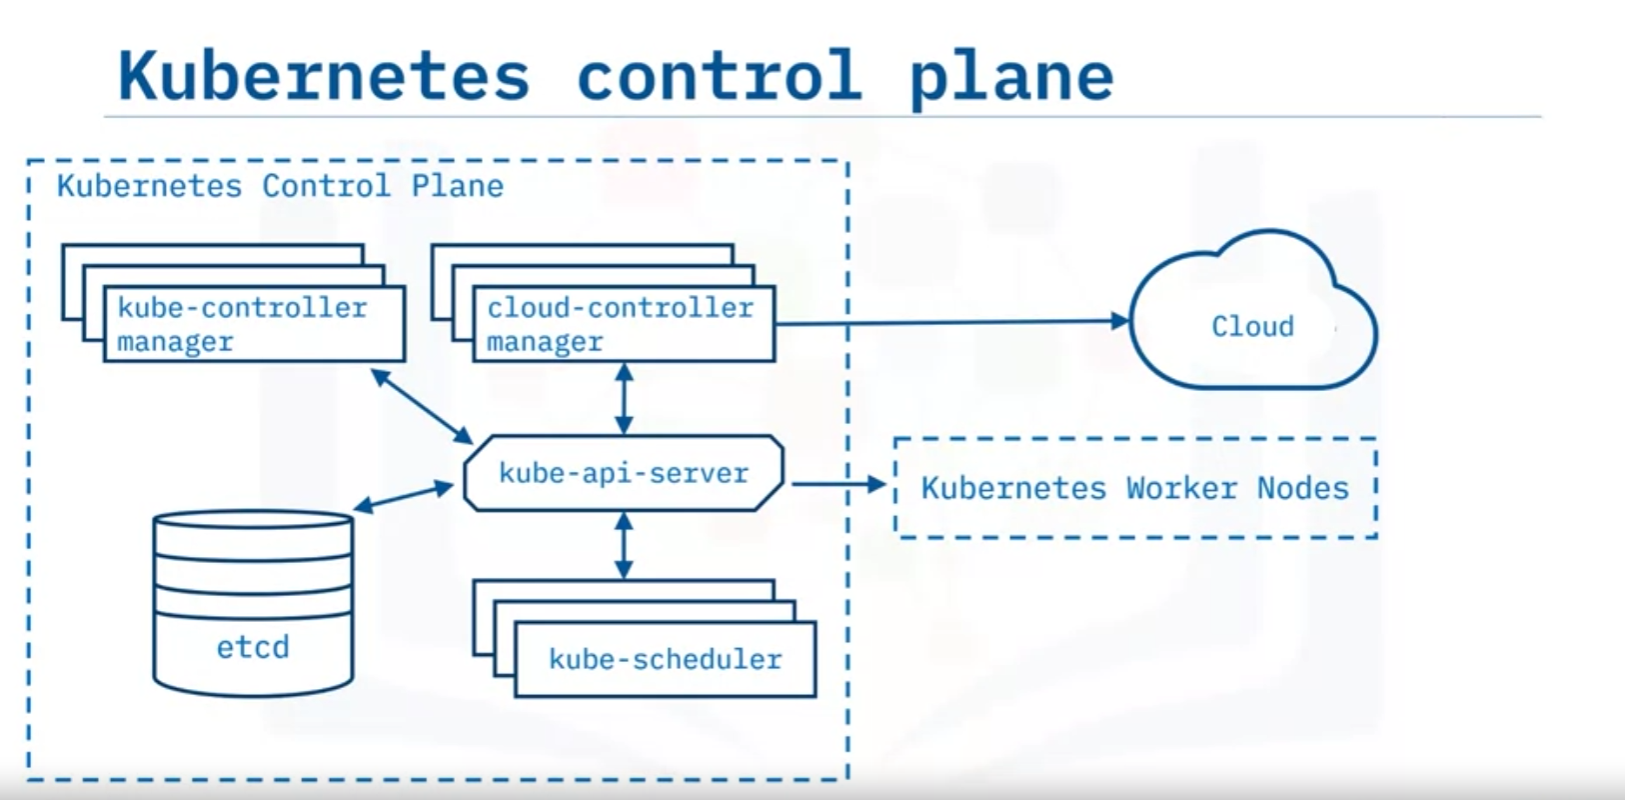 Kubernetes control plane
Kubernetes Control Plane
kube-controller
manager
cloud-controller
manager
Cloud
kube-api-server
Kubernetes Worker Nodes
etcd
kube-scheduler